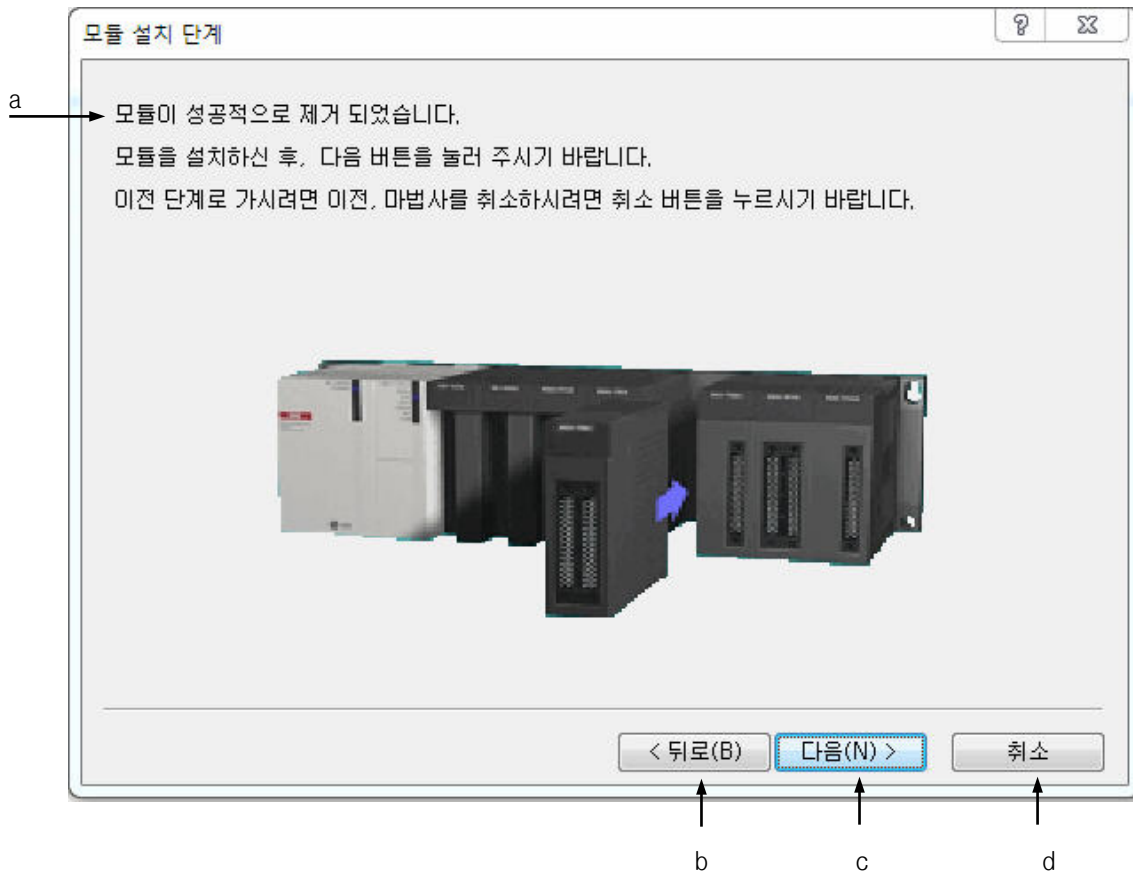 모듈 설치 단계
a
모듈이 성공적으로 제거 되었습니다.
모듈을 설치하신 후, 다음 버튼을 눌러 주시기 바랍니다.
이전 단계로 가시려면 이전, 마법사를 취소하시려면 취소 버튼을 누르시기 바랍니다.
< 뒤로(B) 다음(N) > 취소
b c d